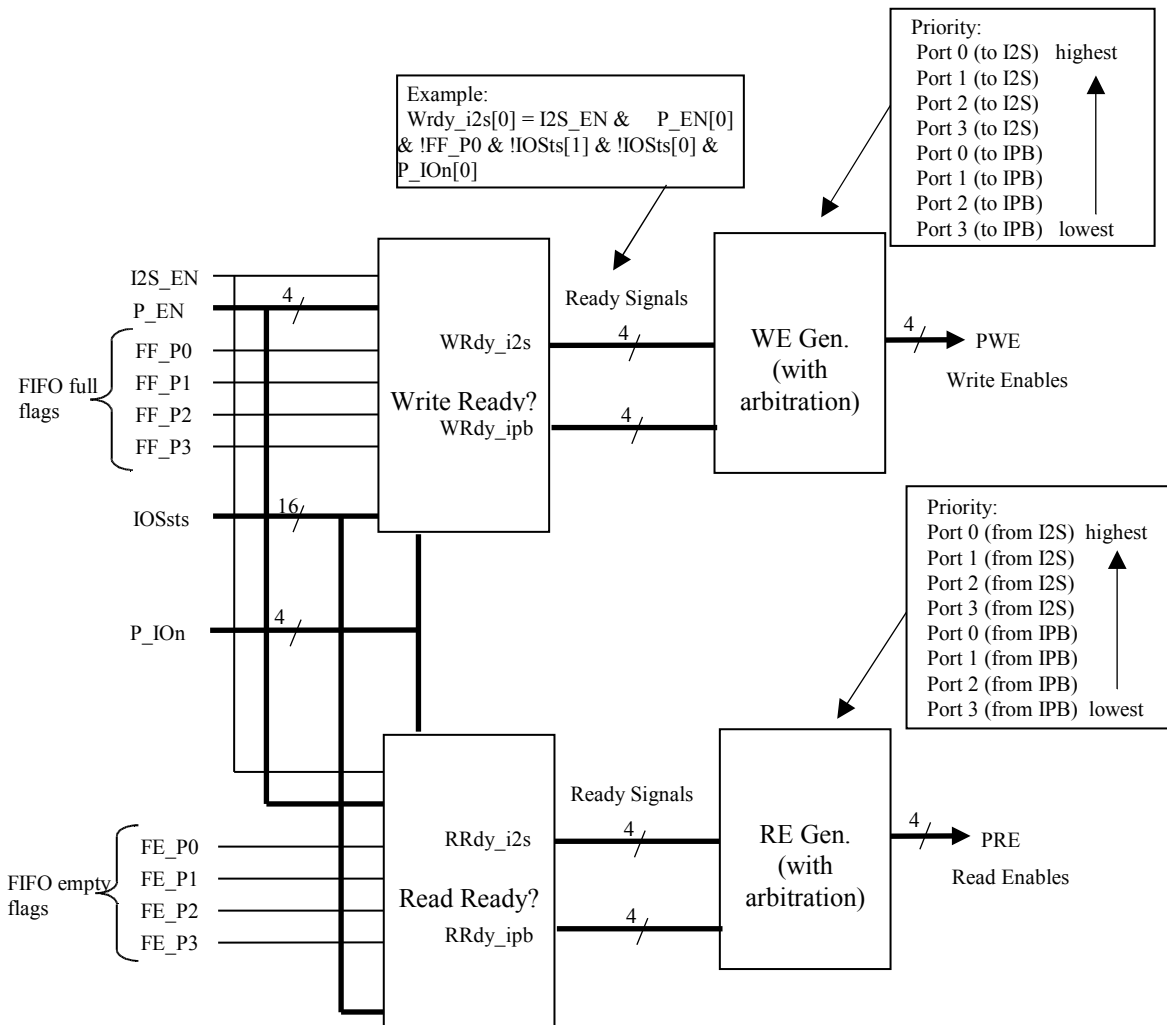 Priority:
Port 0 (to I2S) highest
Port 1 (to I2S)
Port 2 (to I2S)
Port 3 (to I2S)
Port 0 (to IPB)
Port 1 (to IPB)
Port 2 (to IPB)
Port 3 (to IPB) lowest
Example:
Wrdy_i2s[0] = I2S_EN & P_EN[0]
& !FF_P0 & !IOSts[1] & !IOSts[0] &
P_IOn[0]
I2S_EN
P_EN
4
FIFO full
flags
FF_P0
FF_P1
FF_P2
FF_P3
IOSsts
16
P_IOn
4
WRdy_i2s
Write Ready?
WRdy_ipb
Ready Signals
4
4
WE Gen.
(with
arbitration)
4
PWE
Write Enables
Priority:
Port 0 (from I2S) highest
Port 1 (from I2S)
Port 2 (from I2S)
Port 3 (from I2S)
Port 0 (from IPB)
Port 1 (from IPB)
Port 2 (from IPB)
Port 3 (from IPB) lowest
FIFO empty
flags
FE_P0
FE_P1
FE_P2
FE_P3
RRdy_i2s
Read Ready?
RRdy_ipb
Ready Signals
4
4
RE Gen.
(with
arbitration)
4
PRE
Read Enables